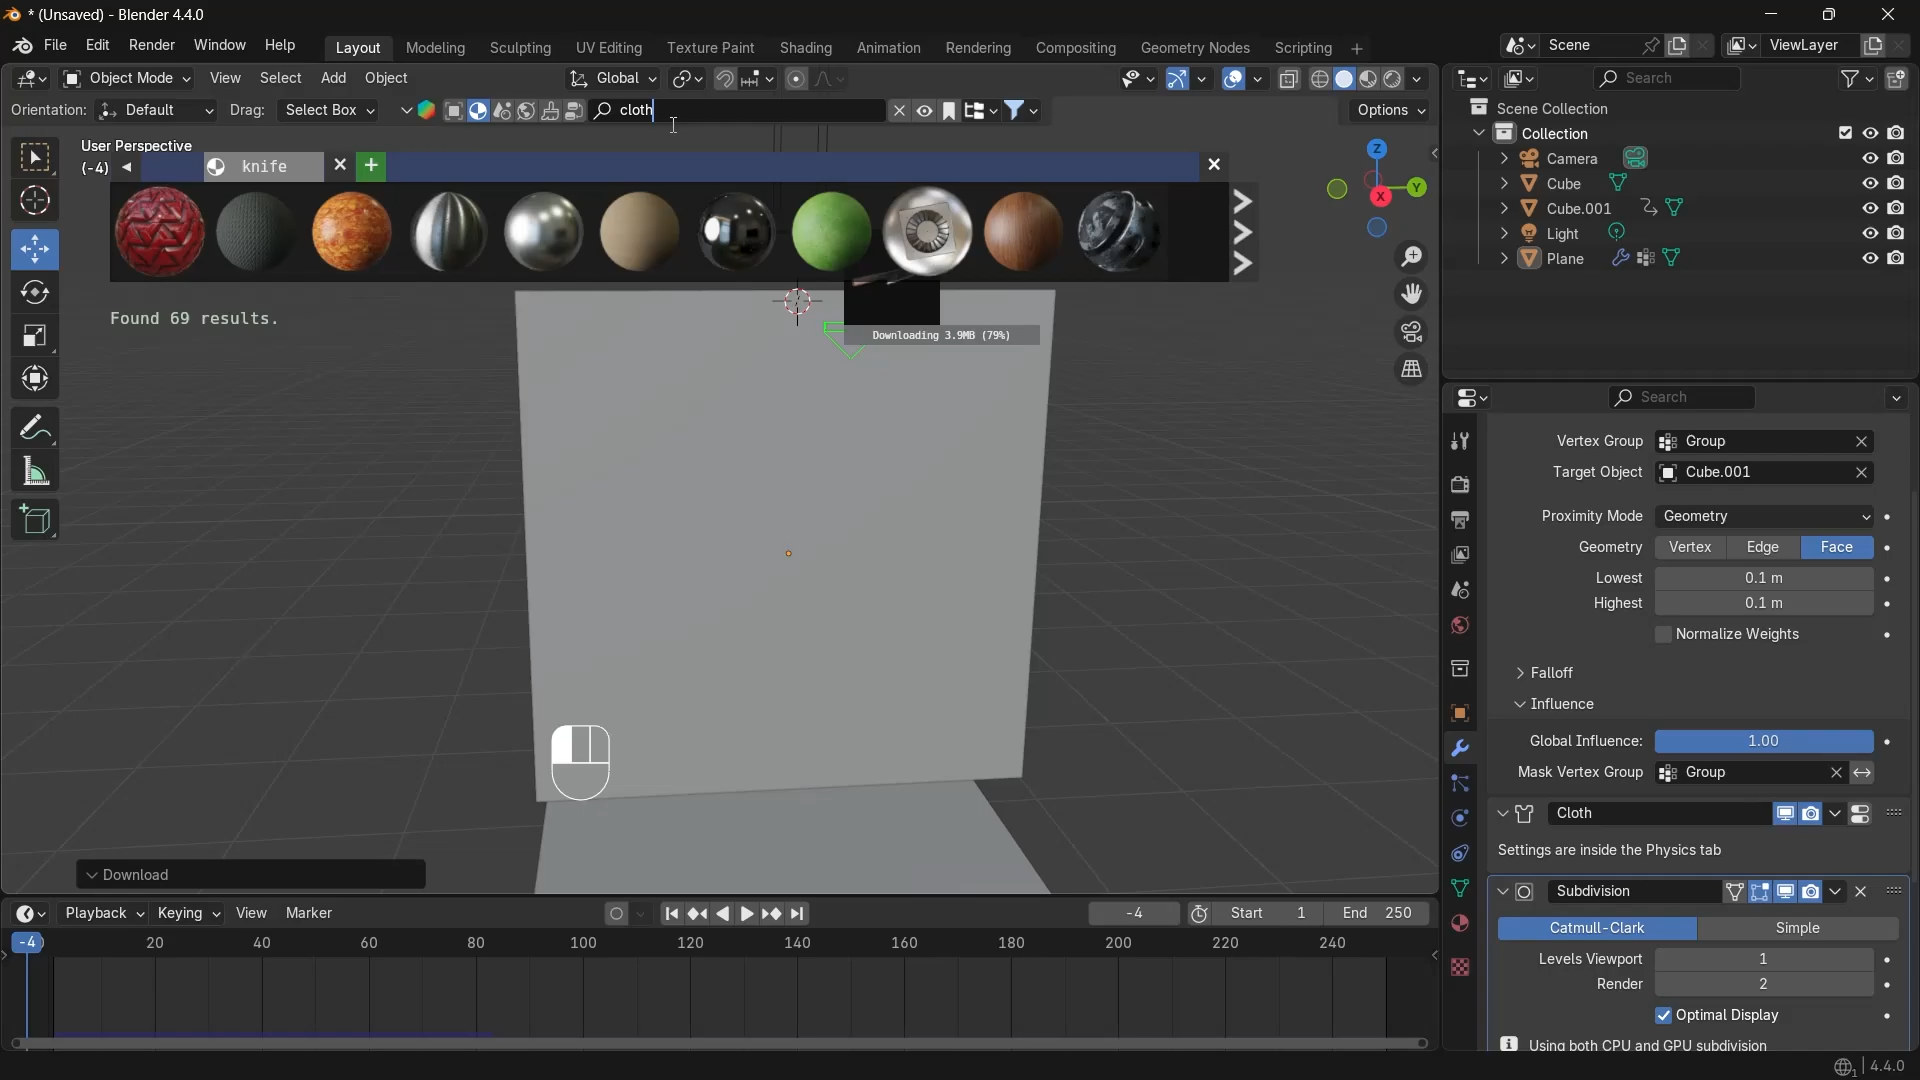 * (Unsaved) - Blender 4.4.0
File Edit Render Window Help Layout Modeling Sculpting UV Editing Texture Paint Shading Animation Rendering Compositing Geometry Nodes Scripting + Scene ViewLayer
Object Mode View Select Add Object Global Search
Orientation: Default Drag: Select Box cloth Options
Scene Collection
Collection
Camera
Cube
Cube.001
Light
Plane
User Perspective
(-4)
knife
+
Z
Y
X
Found 69 results.
Downloading 3.9MB (79%)
Search
Vertex Group Group
Target Object Cube.001
Proximity Mode Geometry
Geometry Vertex Edge Face
Lowest 0.1 m
Highest 0.1 m
Normalize Weights
Falloff
Influence
Global Influence: 1.00
Mask Vertex Group Group
Cloth
Settings are inside the Physics tab
Subdivision
Catmull-Clark Simple
Levels Viewport 1
Render 2
Optimal Display
Using both CPU and GPU subdivision
Download
Playback Keying View Marker -4 Start 1 End 250
-4 20 40 60 80 100 120 140 160 180 200 220 240
4.4.0